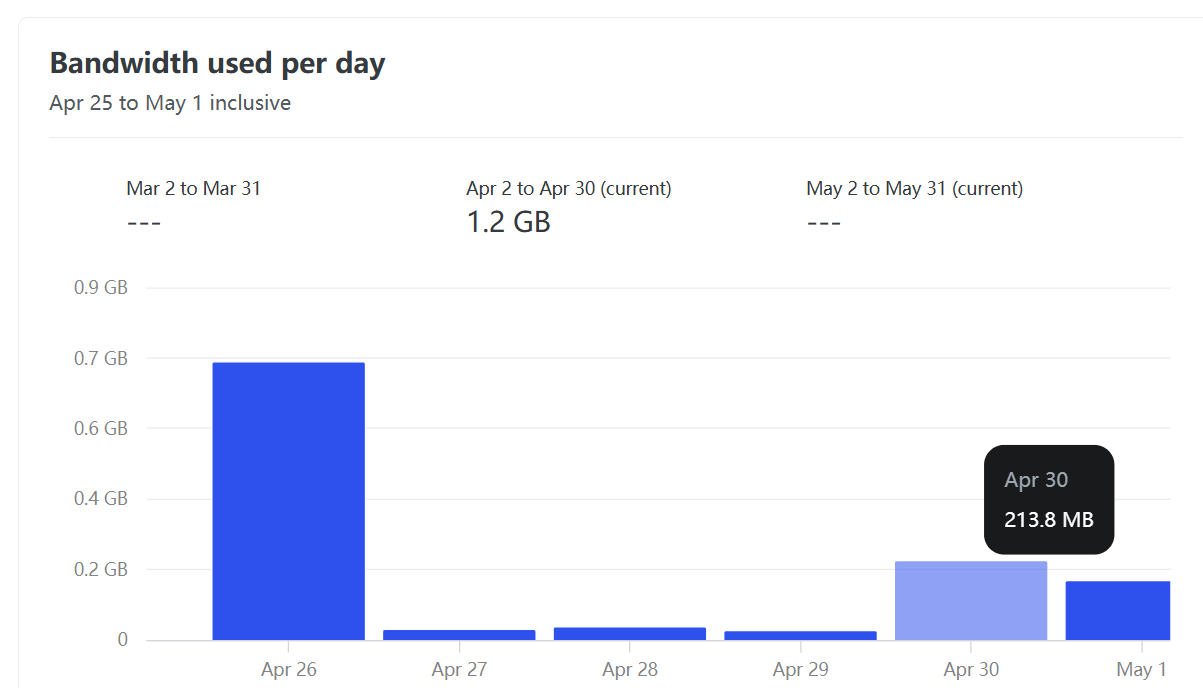 Bandwidth used per day
Apr 25 to May 1 inclusive
Mar 2 to Mar 31
---
Apr 2 to Apr 30 (current)
1.2 GB
May 2 to May 31 (current)
---
0.9 GB
0.7 GB
0.6 GB
0.4 GB
0.2 GB
0
Apr 30
213.8 MB
Apr 26
Apr 27
Apr 28
Apr 29
Apr 30
May 1